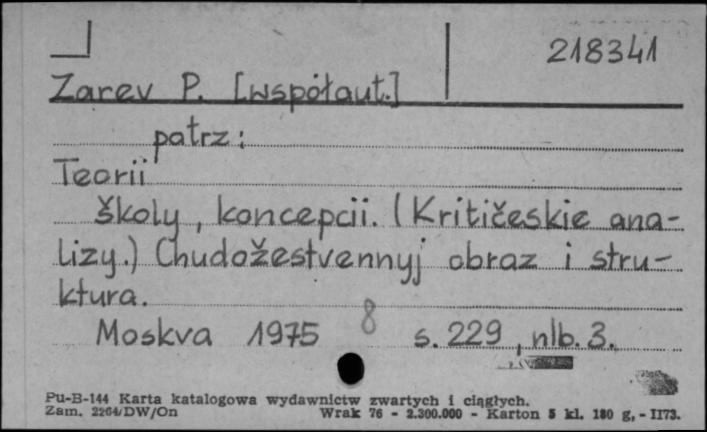 218341
Zarev P. [współaut.]
patrz:
Teorii
školy, koncepcii. (Kritičeskie ana-
lizy.) Chudožestvennyj obraz i stru-
ktura.
Moskva 1975 8 s. 229, nlb. 3.
Pu-B-144 Karta katalogowa wydawnictw zwartych i ciągłych.
Zam. 2264/DW/On Wrak 76 - 2.300.000 - Karton 5 kl. 180 g, - II73.